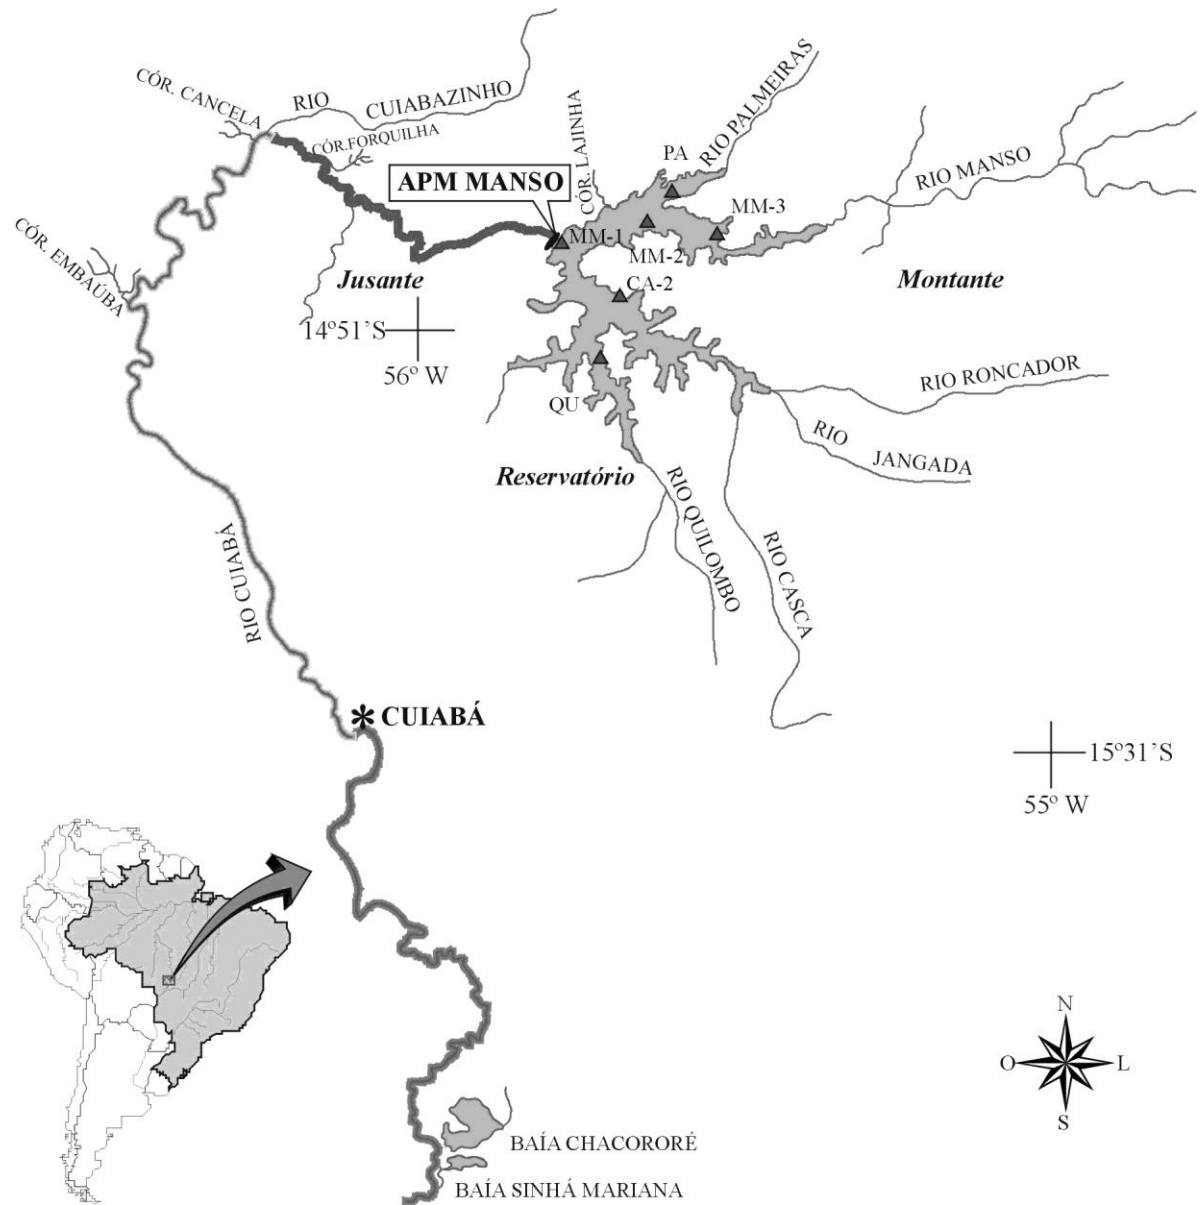 CÓR. CANCELA
RIO
CUIABAZINHO
CÓR.FORQUILHA
APM MANSO
CÓR. LAJINHA
PA
RIO PALMEIRAS
RIO MANSO
MM-3
MM-1
MM-2
CA-2
CÓR. EMBAÚBA
Jusante
Montante
14º51'S
56º W
RIO RONCADOR
QU
RIO
JANGADA
Reservatório
RIO QUILOMBO
RIO CASCA
RIO CUIABÁ
CUIABÁ
15º31'S
55º W
N
O
L
S
BAÍA CHACORORÉ
BAÍA SINHÁ MARIANA